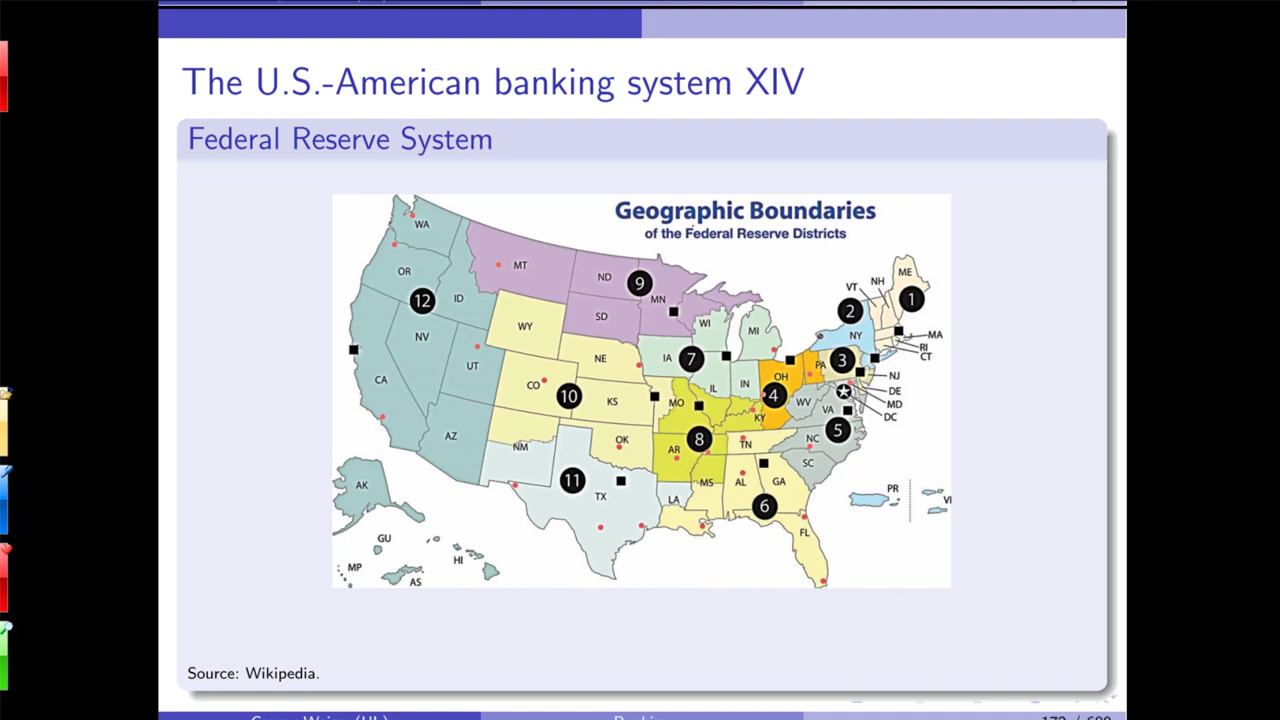 The U.S.-American banking system XIV
Federal Reserve System
Geographic Boundaries
of the Federal Reserve Districts
WA
MT
ND
9
MN
VT
NH
ME
1
OR
12
ID
SD
WI
MI
2
NY
MA
RI
CT
NV
WY
IA
7
PA
3
NJ
UT
NE
IL
IN
OH
4
DE
MD
DC
CA
CO
10
KS
MO
KY
WV
VA
5
AZ
NM
OK
AR
8
TN
NC
SC
AK
11
TX
LA
MS
AL
GA
6
FL
PR
VI
GU
MP
AS
HI
Source: Wikipedia.